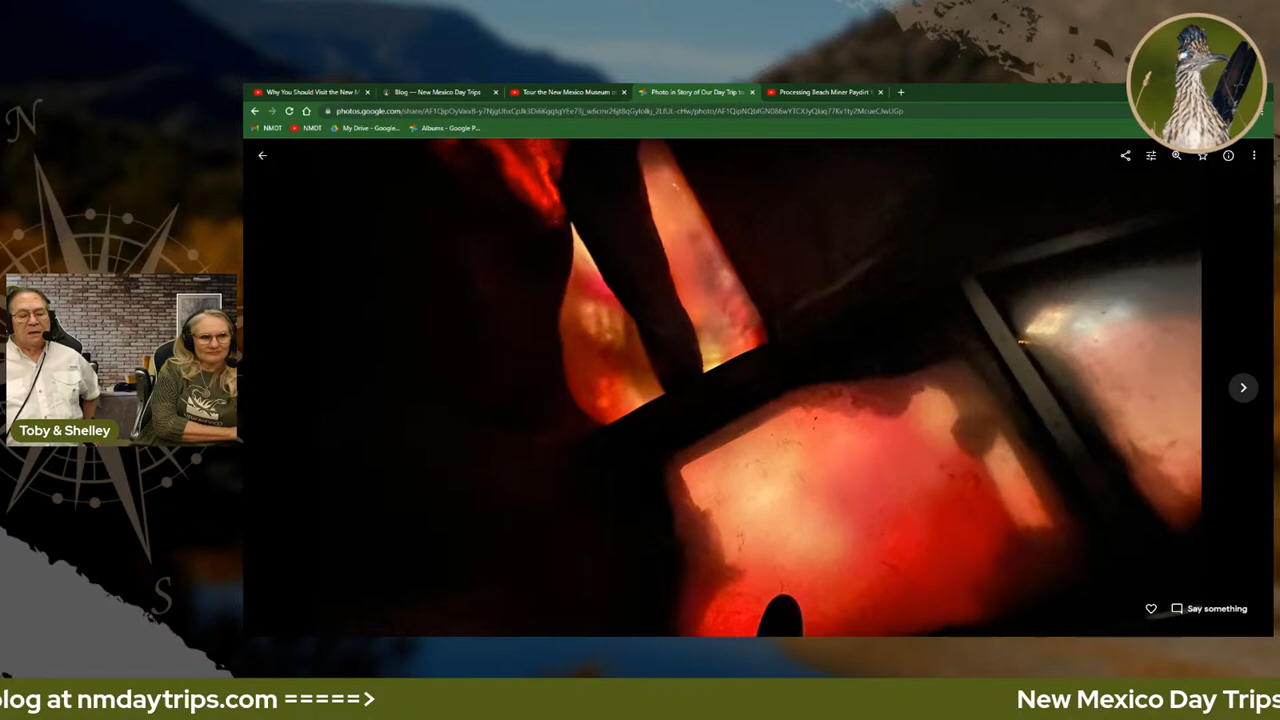 N
Why You Should Visit the New M
Blog — New Mexico Day Trips
Tour the New Mexico Museum o
Photo in Story of Our Day Trip to
Processing Beach Miner Paydirt
NMDT
NMDT
My Drive - Google...
Albums - Google P...
Toby & Shelley
Say something
S
log at nmdaytrips.com =====>
New Mexico Day Trips